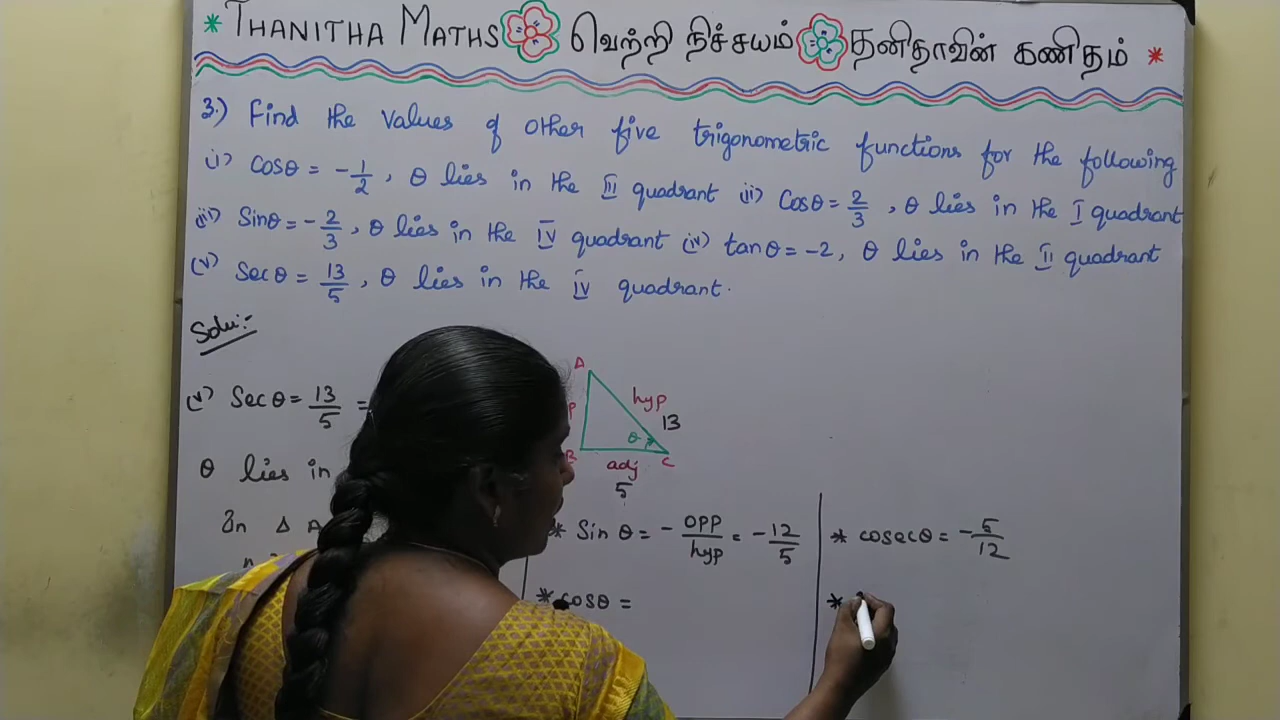 * THANITHA MATHS வெற்றி நிச்சயம் தனிதாவின் கணிதம் *
3.) Find the values of other five trigonometric functions for the following
(i) cosθ = -1/2, θ lies in the III quadrant (ii) cosθ = 2/3, θ lies in the I quadrant
(iii) Sinθ = -2/3, θ lies in the IV quadrant (iv) tanθ = -2, θ lies in the II quadrant
(v) Secθ = 13/5, θ lies in the IV quadrant.
Solu:-
(v) Secθ = 13/5 =
θ lies in
In Δ A
A
hyp
13
θ
B
adj
C
5
* Sin θ = - opp/hyp = -12/5
* cosecθ = -5/12
* cosθ =
*